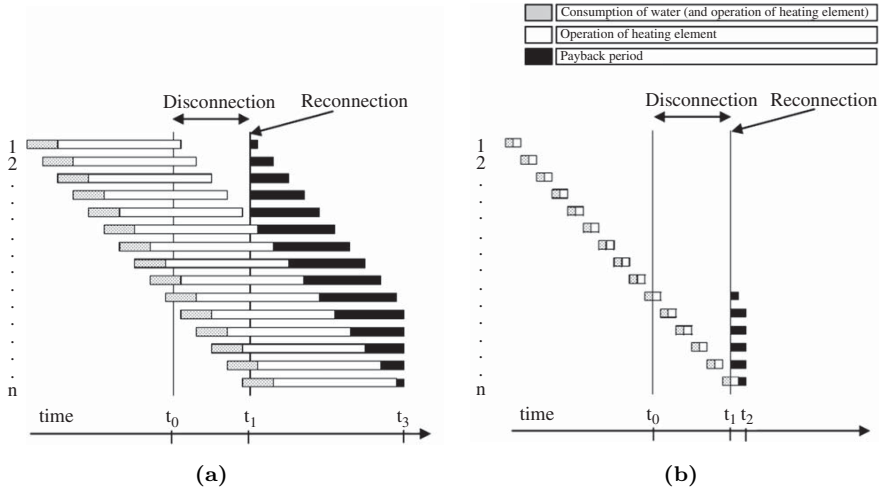 Consumption of water (and operation of heating element)
Operation of heating element
Payback period
Disconnection
Reconnection
1
2
.
.
.
.
.
.
.
.
.
.
.
.
n
time
t0
t1
t3
(a)
Disconnection
Reconnection
1
2
.
.
.
.
.
.
.
.
.
.
.
.
n
time
t0
t1
t2
(b)